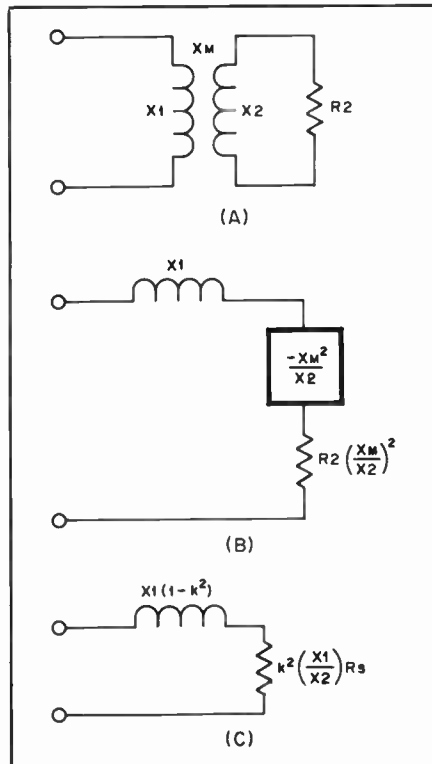 XM
X1
X2
R2
(A)
X1
-XM²
X2
R2 (XM/X2)²
(B)
X1(1-k²)
k² (X1/X2) Rs
(C)